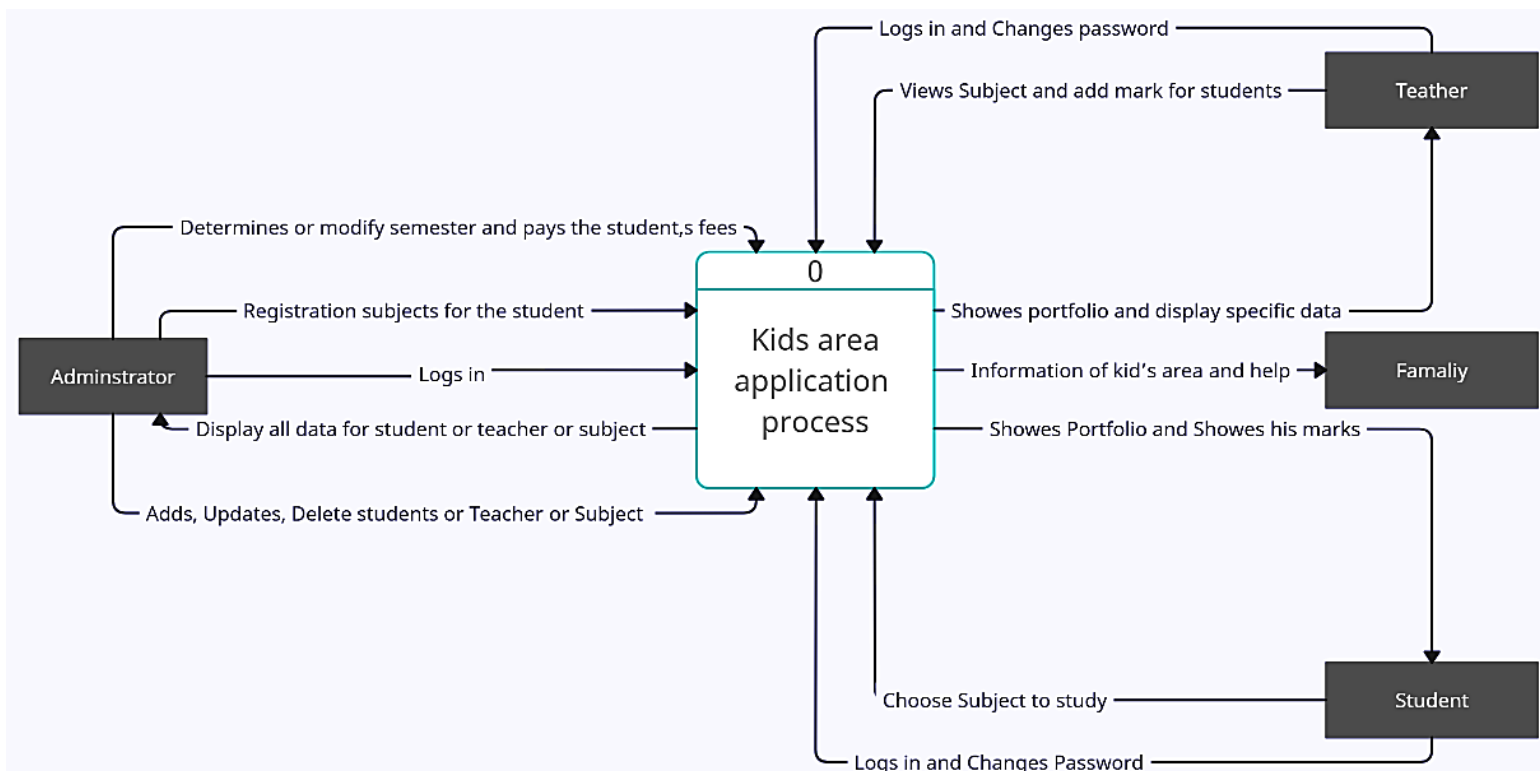 Logs in and Changes password
Views Subject and add mark for students
Teather
Determines or modify semester and pays the student,s fees
0
Registration subjects for the student
Showes portfolio and display specific data
Kids area
application
process
Adminstrator
Logs in
Information of kid's area and help
Famaliy
Display all data for student or teacher or subject
Showes Portfolio and Showes his marks
Adds, Updates, Delete students or Teacher or Subject
Choose Subject to study
Student
Logs in and Changes Password